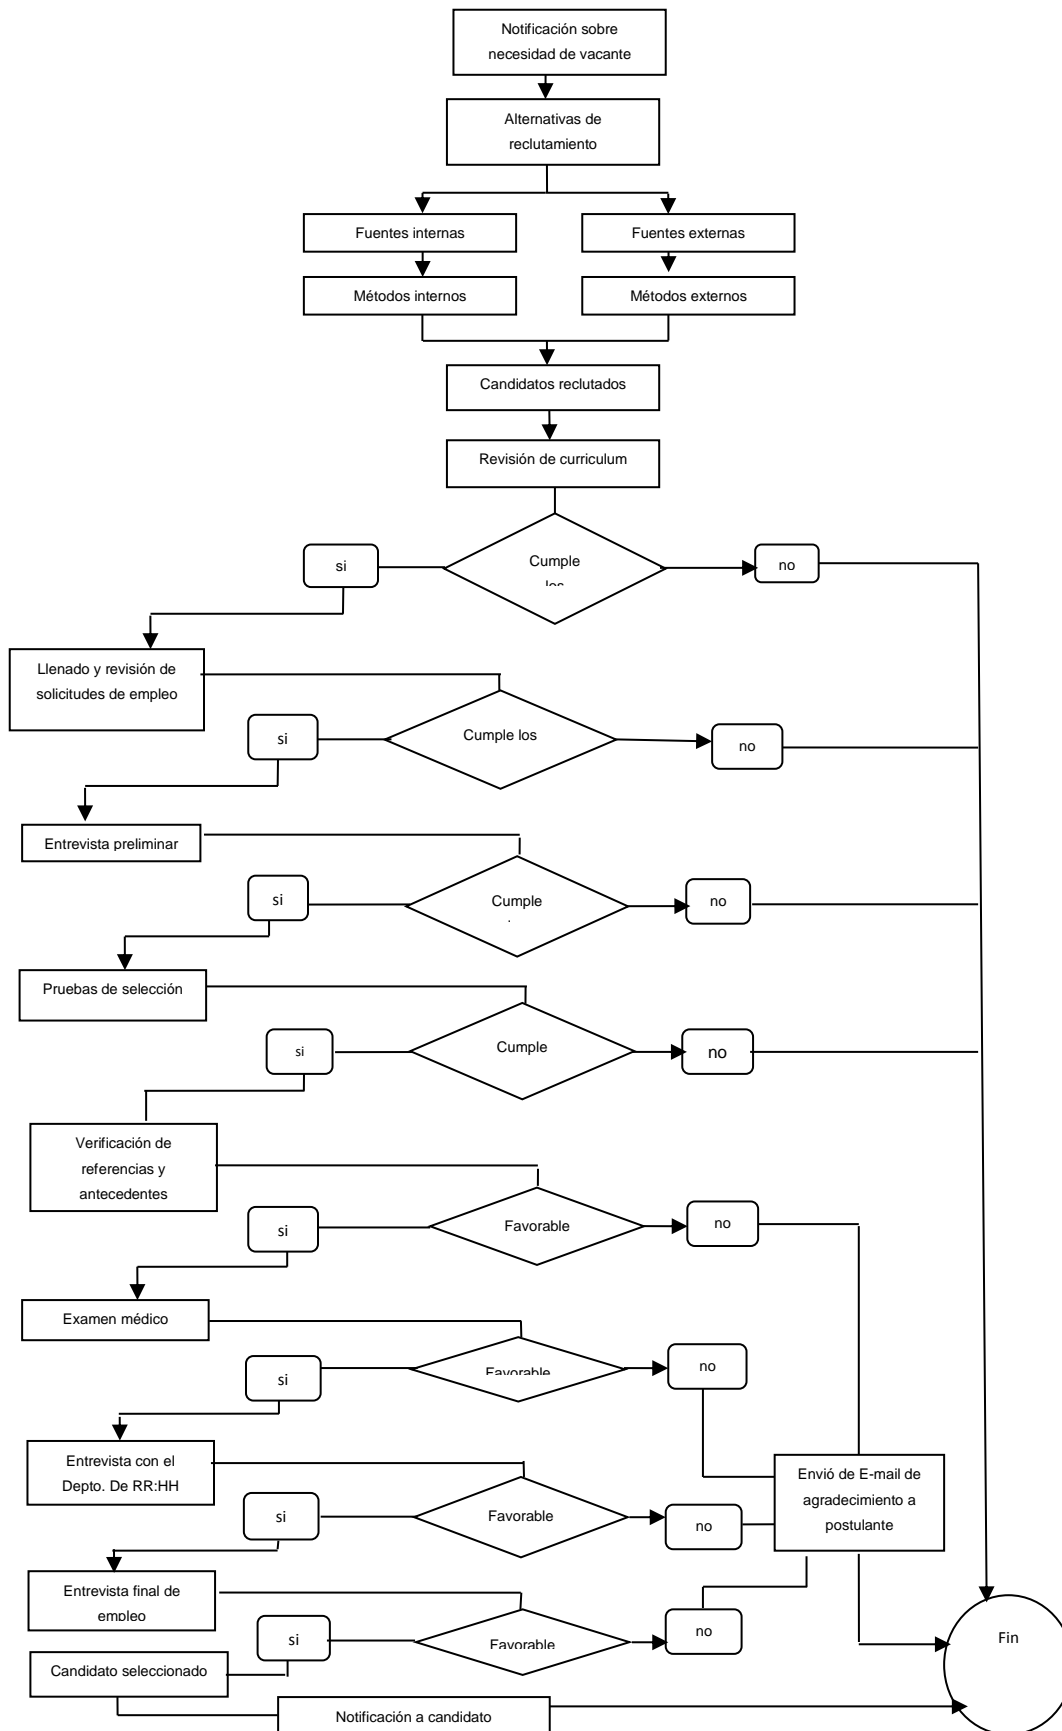 Notificación sobre
necesidad de vacante
Alternativas de
reclutamiento
Fuentes internas
Fuentes externas
Métodos internos
Métodos externos
Candidatos reclutados
Revisión de curriculum
si
Cumple
no
Llenado y revisión de
solicitudes de empleo
si
Cumple los
no
Entrevista preliminar
si
Cumple
no
Pruebas de selección
si
Cumple
no
Verificación de
referencias y
antecedentes
si
Favorable
no
Examen médico
si
Favorable
no
Entrevista con el
Depto. De RR:HH
si
Favorable
no
Envió de E-mail de
agradecimiento a
postulante
Entrevista final de
empleo
si
Favorable
no
Fin
Candidato seleccionado
Notificación a candidato